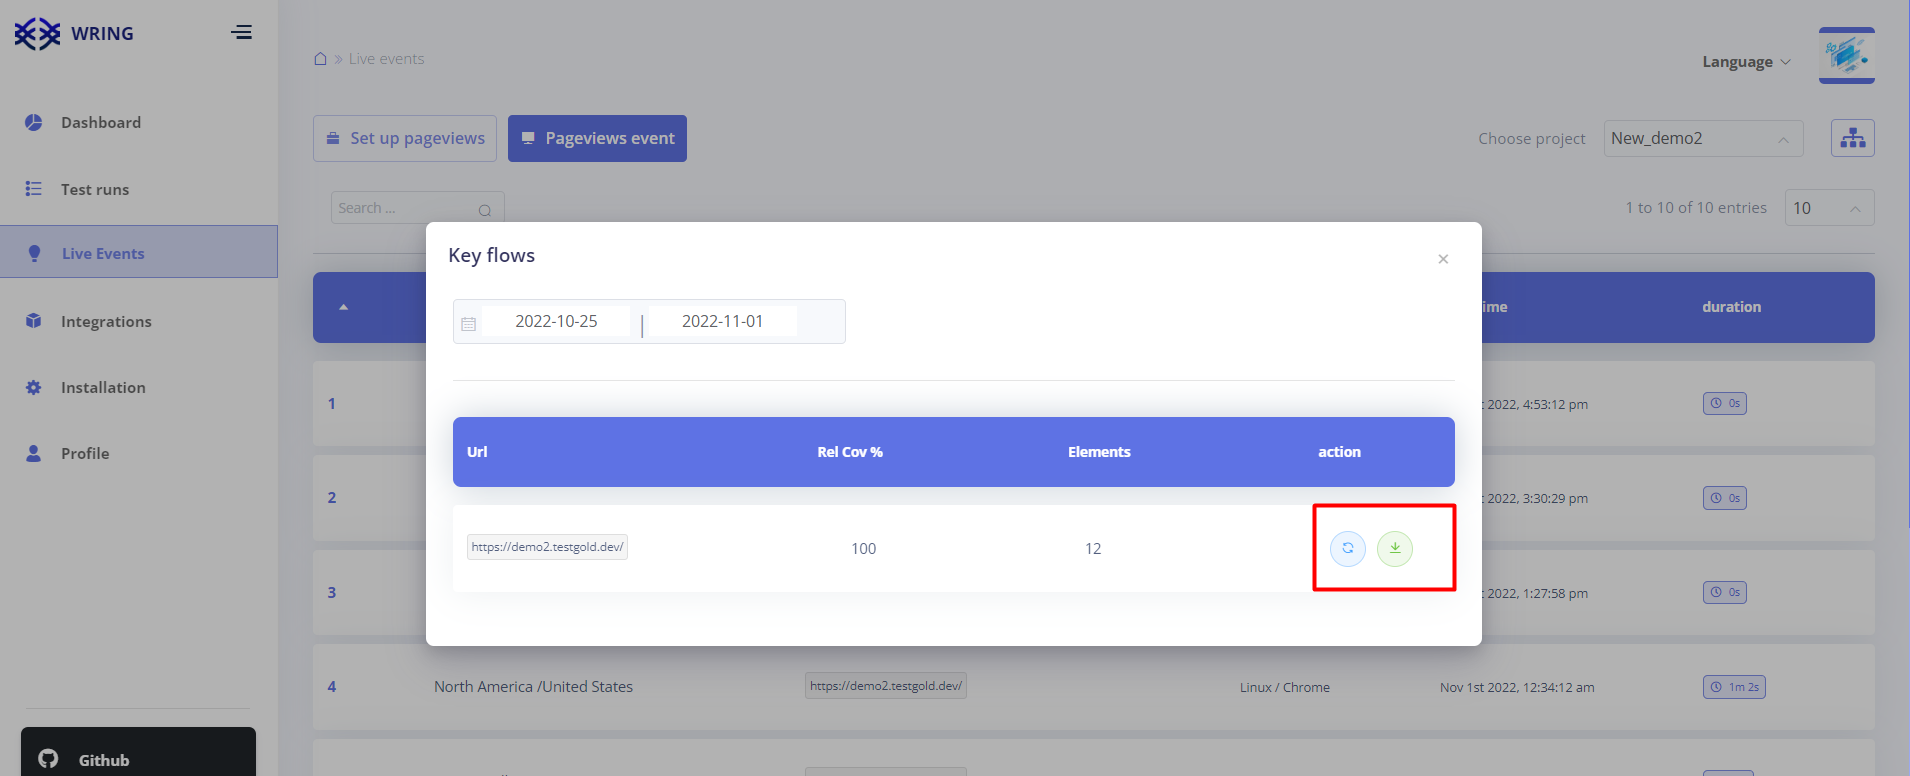 WRING
Live events
Language
Dashboard
Set up pageviews
Pageviews event
Choose project
New_demo2
Test runs
Search ...
1 to 10 of 10 entries
10
Live Events
Key flows
2022-10-25
2022-11-01
ime
duration
Integrations
Installation
Profile
Url
Rel Cov %
Elements
action
1
2022, 4:53:12 pm
0s
2
2022, 3:30:29 pm
0s
https://demo2.testgold.dev/
100
12
3
2022, 1:27:58 pm
0s
4
North America /United States
https://demo2.testgold.dev/
Linux / Chrome
Nov 1st 2022, 12:34:12 am
1m 2s
Github